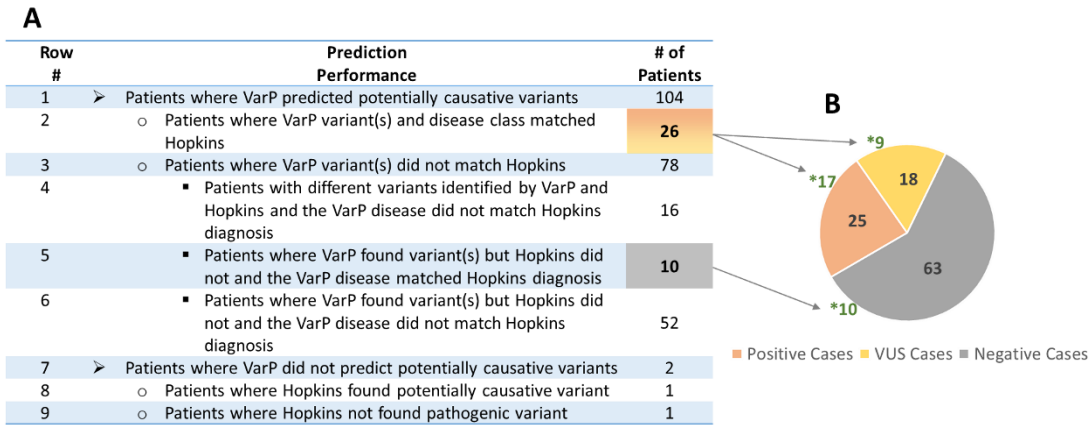 A
Row # Prediction Performance # of Patients
1 ➢ Patients where VarP predicted potentially causative variants 104
2 o Patients where VarP variant(s) and disease class matched
Hopkins 26
3 o Patients where VarP variant(s) did not match Hopkins 78
4 ▪ Patients with different variants identified by VarP and
Hopkins and the VarP disease did not match Hopkins
diagnosis 16
5 ▪ Patients where VarP found variant(s) but Hopkins did
not and the VarP disease matched Hopkins diagnosis 10
6 ▪ Patients where VarP found variant(s) but Hopkins did
not and the VarP disease did not match Hopkins
diagnosis 52
7 ➢ Patients where VarP did not predict potentially causative variants 2
8 o Patients where Hopkins found potentially causative variant 1
9 o Patients where Hopkins not found pathogenic variant 1
B
*9
*17
18
25
63
*10
Positive Cases VUS Cases Negative Cases